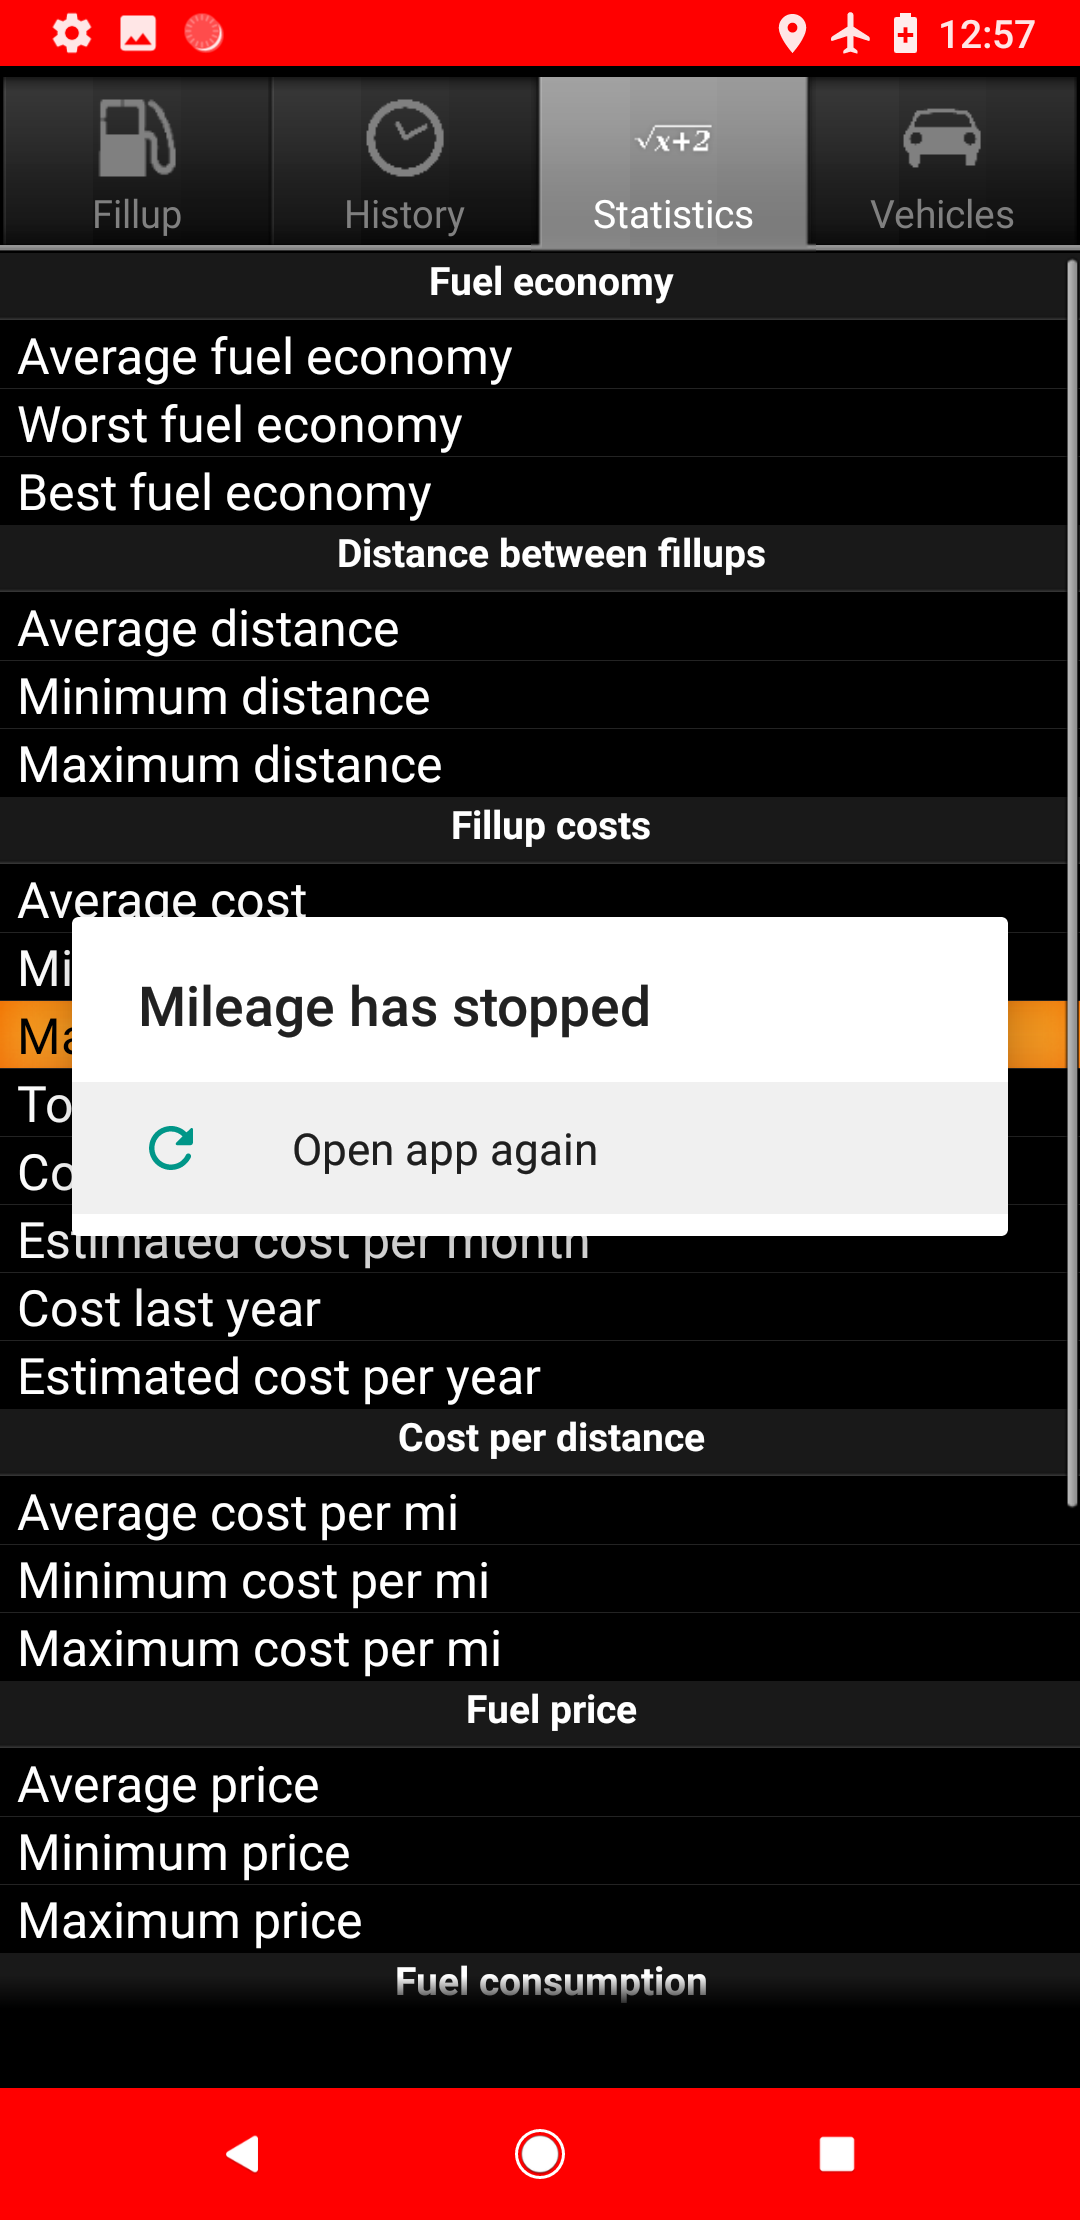 12:57
√x+2
Fillup
History
Statistics
Vehicles
Fuel economy
Average fuel economy
Worst fuel economy
Best fuel economy
Distance between fillups
Average distance
Minimum distance
Maximum distance
Fillup costs
Average cost
Mi
Ma
Mileage has stopped
To
Open app again
Co
Estimated cost per month
Cost last year
Estimated cost per year
Cost per distance
Average cost per mi
Minimum cost per mi
Maximum cost per mi
Fuel price
Average price
Minimum price
Maximum price
Fuel consumption